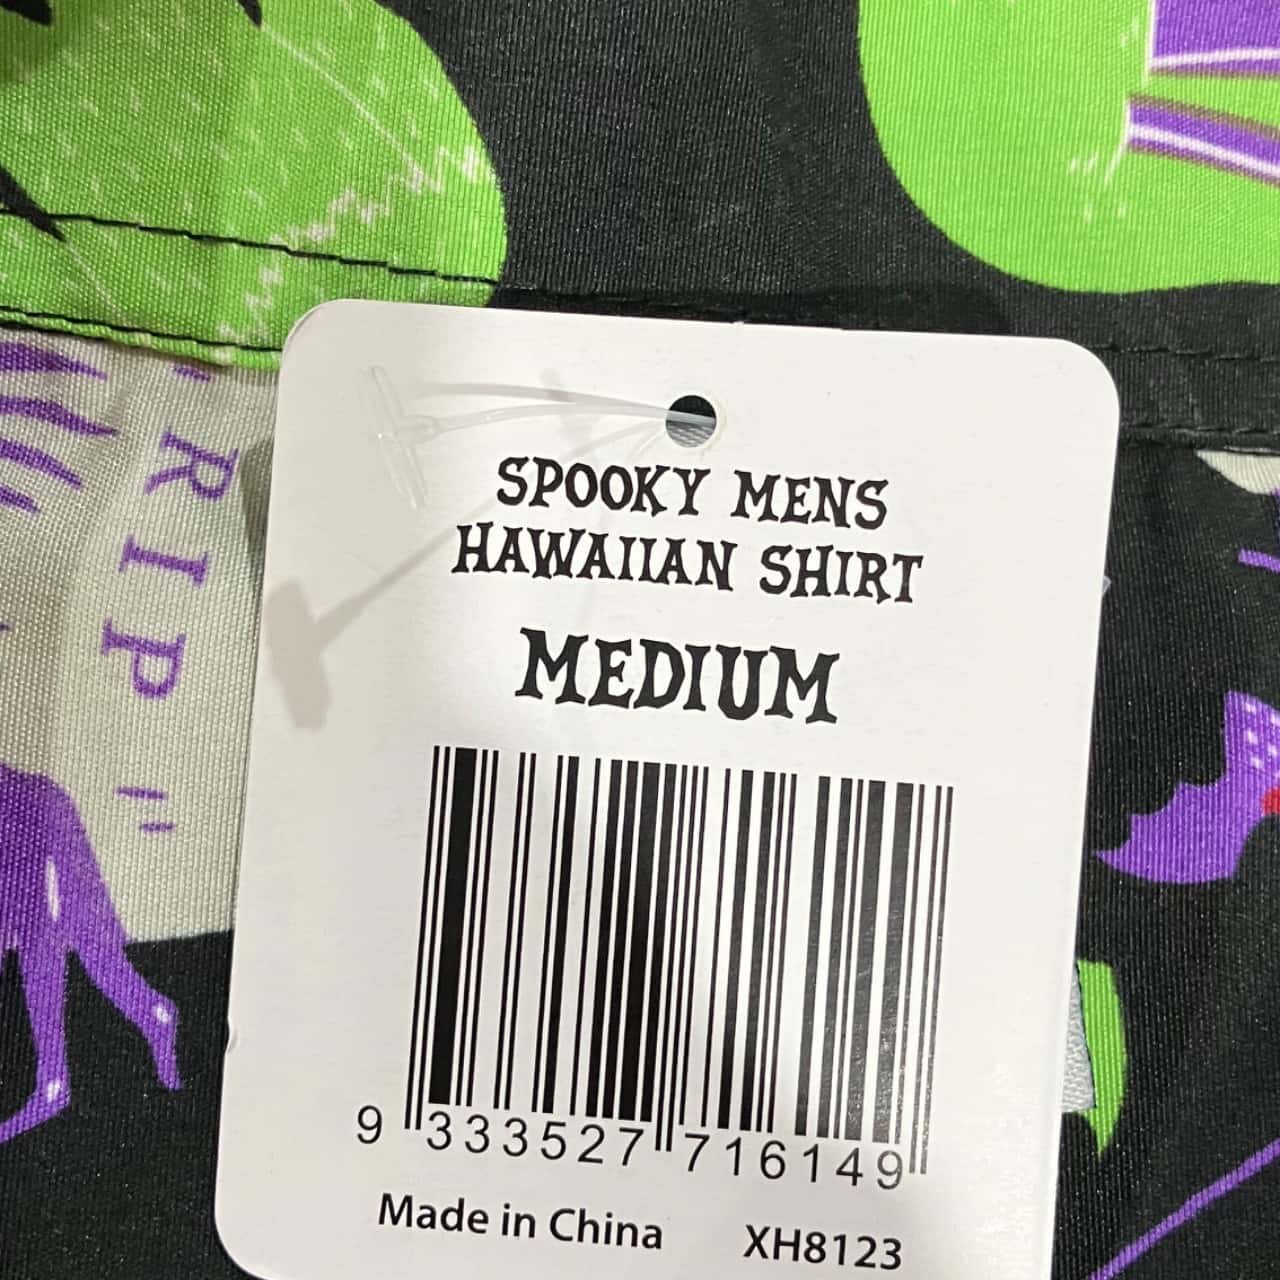 RIP
SPOOKY MENS
HAWAIIAN SHIRT
MEDIUM
9 333527 716149
Made in China XH8123